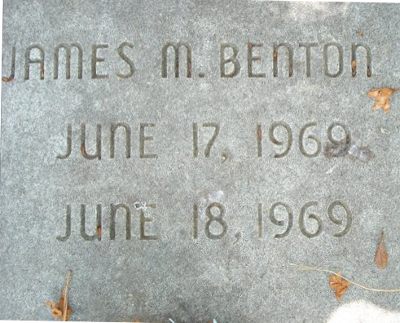 JAMES M. BENTON
JUNE 17, 1969
JUNE 18, 1969